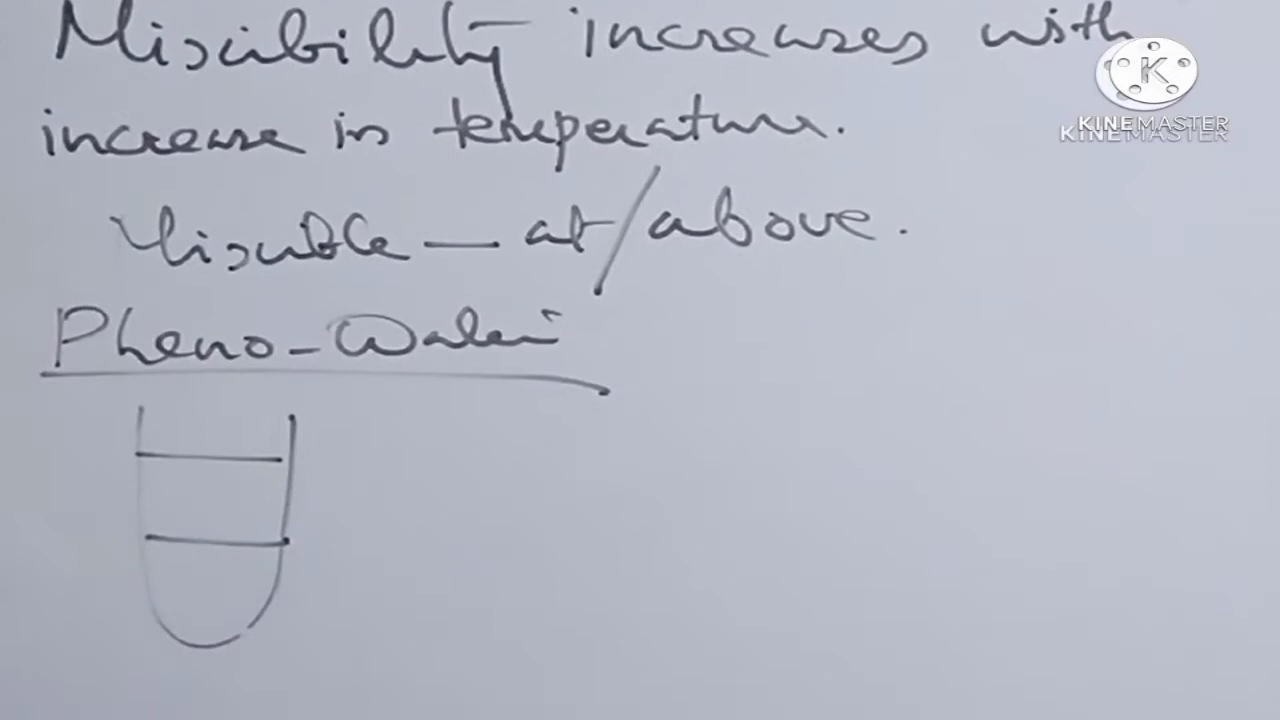 Miscibility increases with
increase in temperature.
Miscible — at/above.
Pheno-Water
K
KINEMASTER